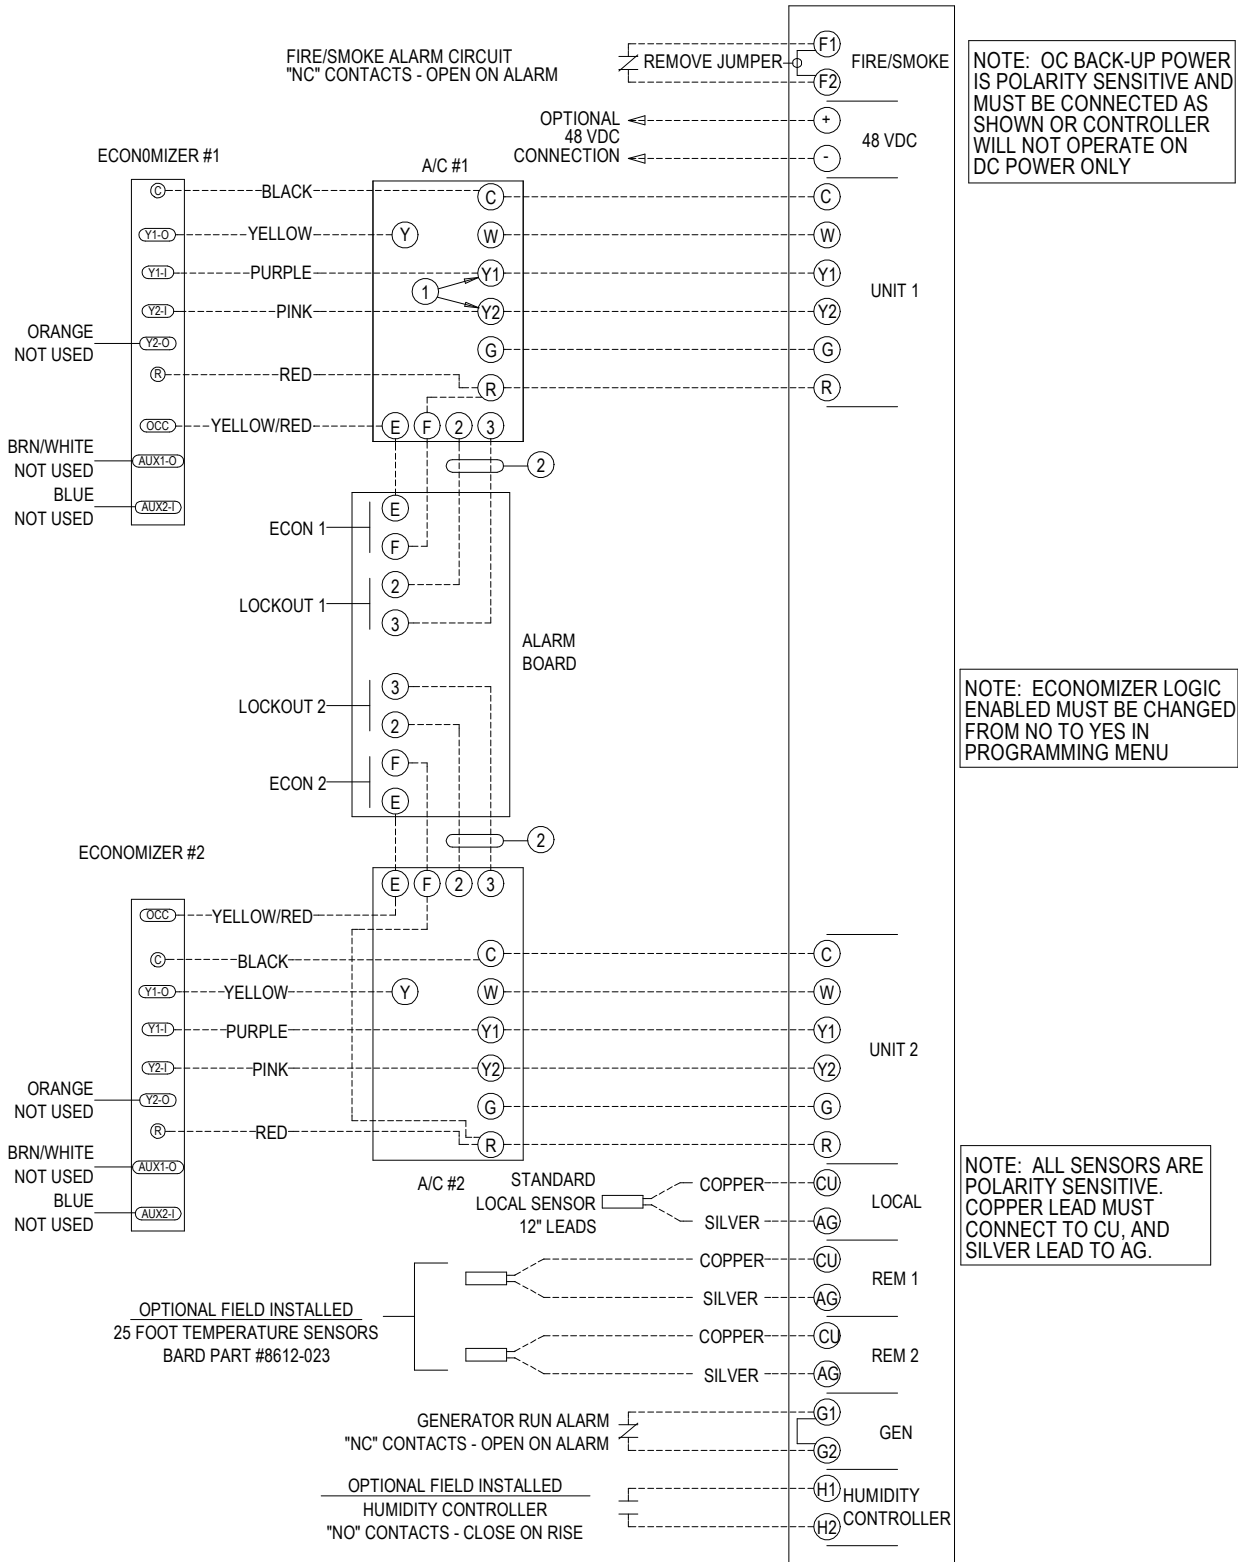 FIRE/SMOKE ALARM CIRCUIT
"NC" CONTACTS - OPEN ON ALARM
REMOVE JUMPER
F1
F2
FIRE/SMOKE
NOTE: OC BACK-UP POWER
IS POLARITY SENSITIVE AND
MUST BE CONNECTED AS
SHOWN OR CONTROLLER
WILL NOT OPERATE ON
DC POWER ONLY
OPTIONAL
48 VDC
CONNECTION
+
-
48 VDC
ECON0MIZER #1
A/C #1
C
BLACK
C
C
Y1-O
YELLOW
Y
W
W
Y1-I
PURPLE
1
Y1
Y1
UNIT 1
Y2-I
PINK
Y2
Y2
ORANGE
NOT USED
Y2-O
G
G
R
RED
R
R
OCC
YELLOW/RED
E
F
2
3
BRN/WHITE
NOT USED
AUX1-O
2
BLUE
NOT USED
AUX2-I
ECON 1
E
F
LOCKOUT 1
2
3
ALARM
BOARD
LOCKOUT 2
3
2
ECON 2
F
E
NOTE: ECONOMIZER LOGIC
ENABLED MUST BE CHANGED
FROM NO TO YES IN
PROGRAMMING MENU
2
ECONOMIZER #2
E
F
2
3
OCC
YELLOW/RED
C
BLACK
C
C
Y1-O
YELLOW
Y
W
W
Y1-I
PURPLE
Y1
Y1
UNIT 2
Y2-I
PINK
Y2
Y2
ORANGE
NOT USED
Y2-O
G
G
R
RED
R
R
BRN/WHITE
NOT USED
AUX1-O
BLUE
NOT USED
AUX2-I
A/C #2
STANDARD
LOCAL SENSOR
12" LEADS
COPPER
CU
SILVER
AG
LOCAL
NOTE: ALL SENSORS ARE
POLARITY SENSITIVE.
COPPER LEAD MUST
CONNECT TO CU, AND
SILVER LEAD TO AG.
COPPER
CU
SILVER
AG
REM 1
OPTIONAL FIELD INSTALLED
25 FOOT TEMPERATURE SENSORS
BARD PART #8612-023
COPPER
CU
SILVER
AG
REM 2
GENERATOR RUN ALARM
"NC" CONTACTS - OPEN ON ALARM
G1
G2
GEN
OPTIONAL FIELD INSTALLED
HUMIDITY CONTROLLER
"NO" CONTACTS - CLOSE ON RISE
H1
H2
HUMIDITY
CONTROLLER